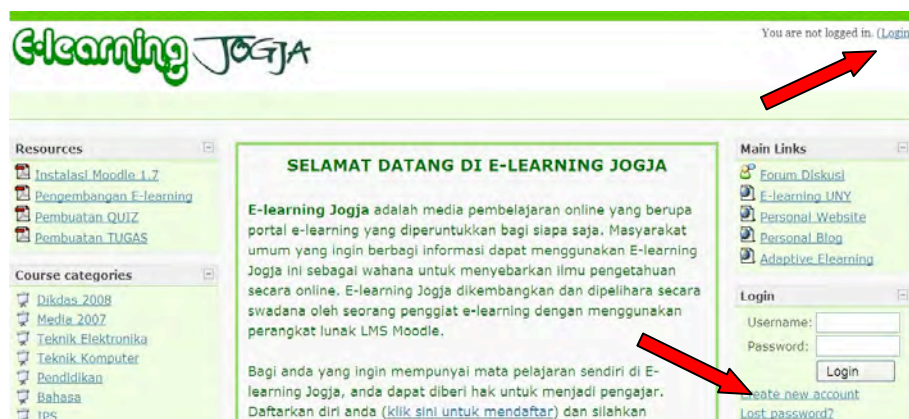 E-learning JOGJA
You are not logged in. (Login
Resources
Instalasi Moodle 1.7
Pengembangan E-learning
Pembuatan QUIZ
Pembuatan TUGAS
Course categories
Dikdas 2008
Media 2007
Teknik Elektronika
Teknik Komputer
Pendidikan
Bahasa
IPS
SELAMAT DATANG DI E-LEARNING JOGJA
E-learning Jogja adalah media pembelajaran online yang berupa
portal e-learning yang diperuntukkan bagi siapa saja. Masyarakat
umum yang ingin berbagi informasi dapat menggunakan E-learning
Jogja ini sebagai wahana untuk menyebarkan ilmu pengetahuan
secara online. E-learning Jogja dikembangkan dan dipelihara secara
swadana oleh seorang penggiat e-learning dengan menggunakan
perangkat lunak LMS Moodle.
Bagi anda yang ingin mempunyai mata pelajaran sendiri di E-
learning Jogja, anda dapat diberi hak untuk menjadi pengajar.
Daftarkan diri anda (klik sini untuk mendaftar) dan silahkan
Main Links
Forum Diskusi
E-learning UNY
Personal Website
Personal Blog
Adaptive Elearning
Login
Username:
Password:
Login
Create new account
Lost password?